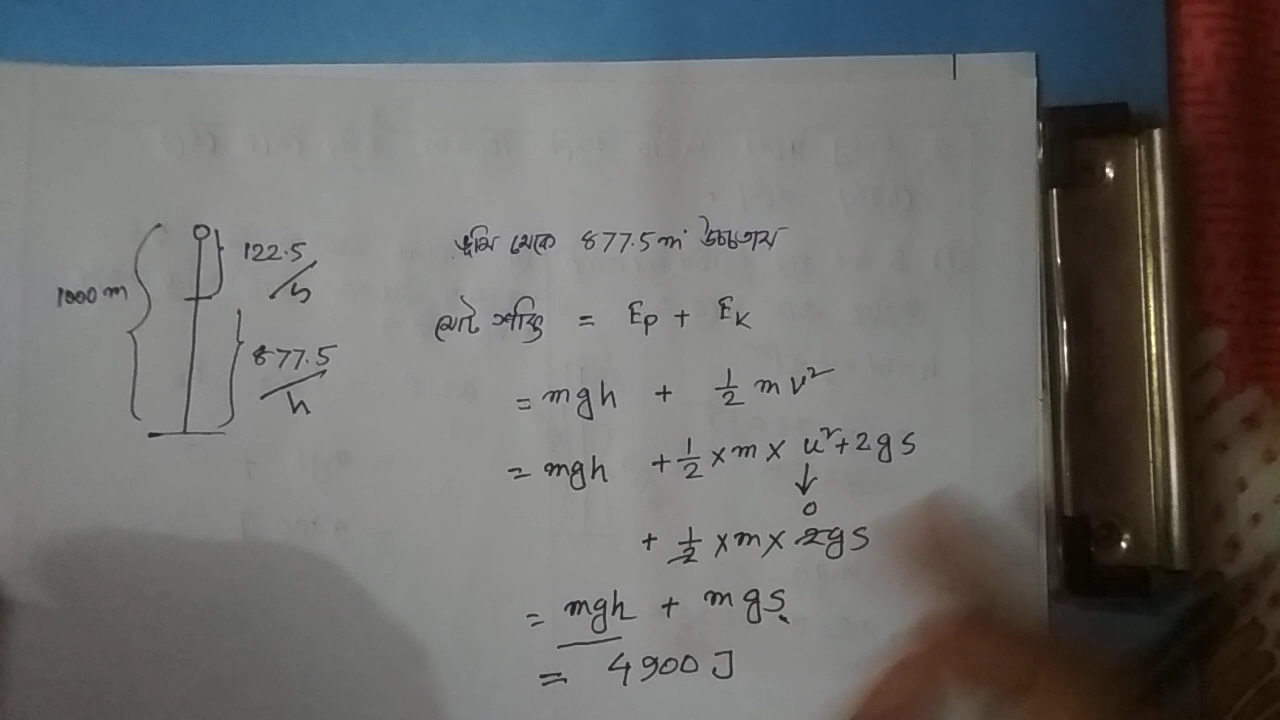 1000 m
122.5
h
877.5
h
ভূমি থেকে 877.5 m উচ্চতায়
মোট শক্তি = Ep + EK
= mgh + 1/2 mv²
= mgh + 1/2 × m × u² + 2gs
↓
0
+ 1/2 × m × 2gs
= mgh + mgs
= 4900 J